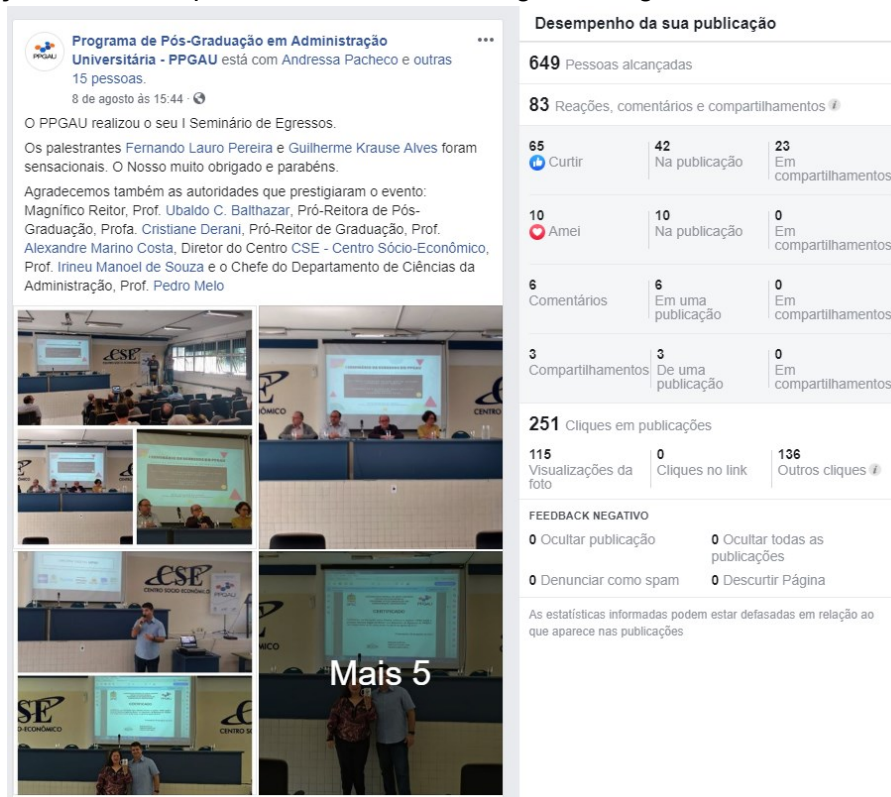 Programa de Pós-Graduação em Administração
Universitária - PPGAU está com Andressa Pacheco e outras
15 pessoas.
8 de agosto às 15:44 ·
O PPGAU realizou o seu I Seminário de Egressos.
Os palestrantes Fernando Lauro Pereira e Guilherme Krause Alves foram
sensacionais. O Nosso muito obrigado e parabéns.
Agradecemos também as autoridades que prestigiaram o evento:
Magnífico Reitor, Prof. Ubaldo C. Balthazar, Pró-Reitora de Pós-
Graduação, Profa. Cristiane Derani, Pró-Reitor de Graduação, Prof.
Alexandre Marino Costa, Diretor do Centro CSE - Centro Sócio-Econômico,
Prof. Irineu Manoel de Souza e o Chefe do Departamento de Ciências da
Administração, Prof. Pedro Melo
CSE
CSE
CENTRO SÓCIO-ECONÔMICO
PPGAU
CERTIFICADO
Mais 5
Desempenho da sua publicação
649 Pessoas alcançadas
83 Reações, comentários e compartilhamentos
65 Curtir
42 Na publicação
23 Em compartilhamentos
10 Amei
10 Na publicação
0 Em compartilhamentos
6 Comentários
6 Em uma publicação
0 Em compartilhamentos
3 Compartilhamentos
3 De uma publicação
0 Em compartilhamentos
251 Cliques em publicações
115 Visualizações da foto
0 Cliques no link
136 Outros cliques
FEEDBACK NEGATIVO
0 Ocultar publicação
0 Ocultar todas as publicações
0 Denunciar como spam
0 Descurtir Página
As estatísticas informadas podem estar defasadas em relação ao
que aparece nas publicações